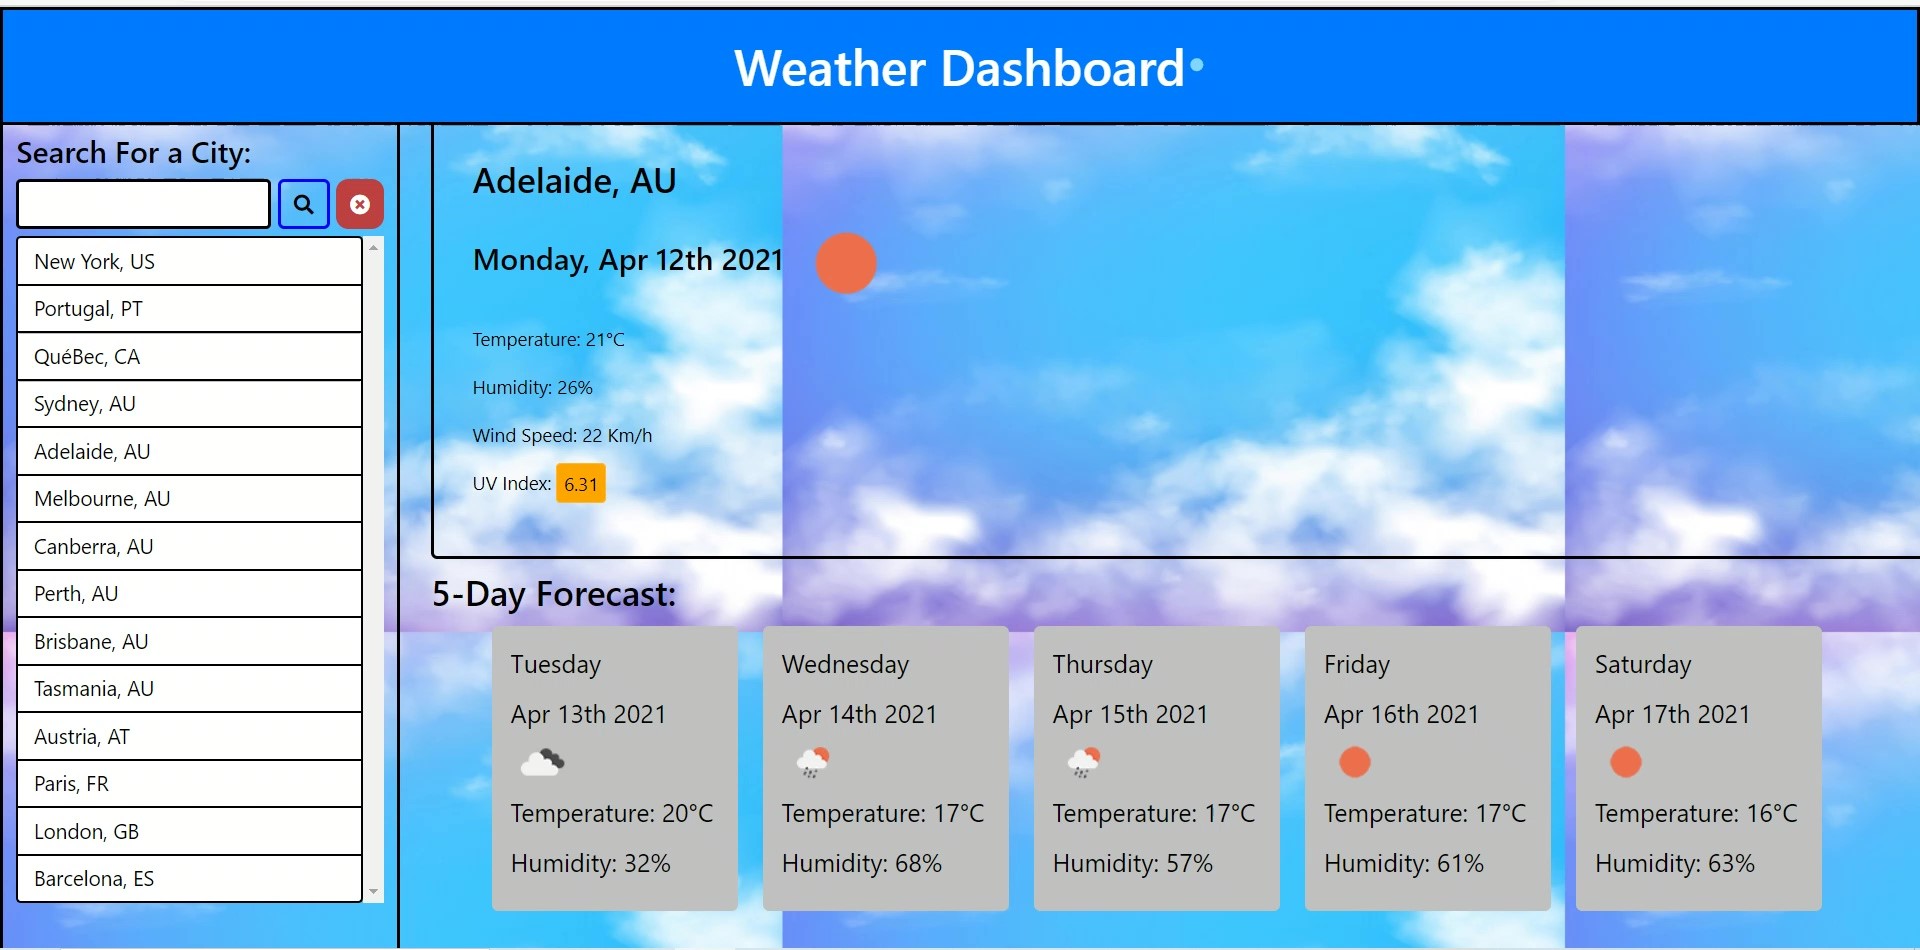 Weather Dashboard
Search For a City:
New York, US
Portugal, PT
QuéBec, CA
Sydney, AU
Adelaide, AU
Melbourne, AU
Canberra, AU
Perth, AU
Brisbane, AU
Tasmania, AU
Austria, AT
Paris, FR
London, GB
Barcelona, ES
Adelaide, AU
Monday, Apr 12th 2021
Temperature: 21°C
Humidity: 26%
Wind Speed: 22 Km/h
UV Index: 6.31
5-Day Forecast:
Tuesday
Apr 13th 2021
Temperature: 20°C
Humidity: 32%
Wednesday
Apr 14th 2021
Temperature: 17°C
Humidity: 68%
Thursday
Apr 15th 2021
Temperature: 17°C
Humidity: 57%
Friday
Apr 16th 2021
Temperature: 17°C
Humidity: 61%
Saturday
Apr 17th 2021
Temperature: 16°C
Humidity: 63%